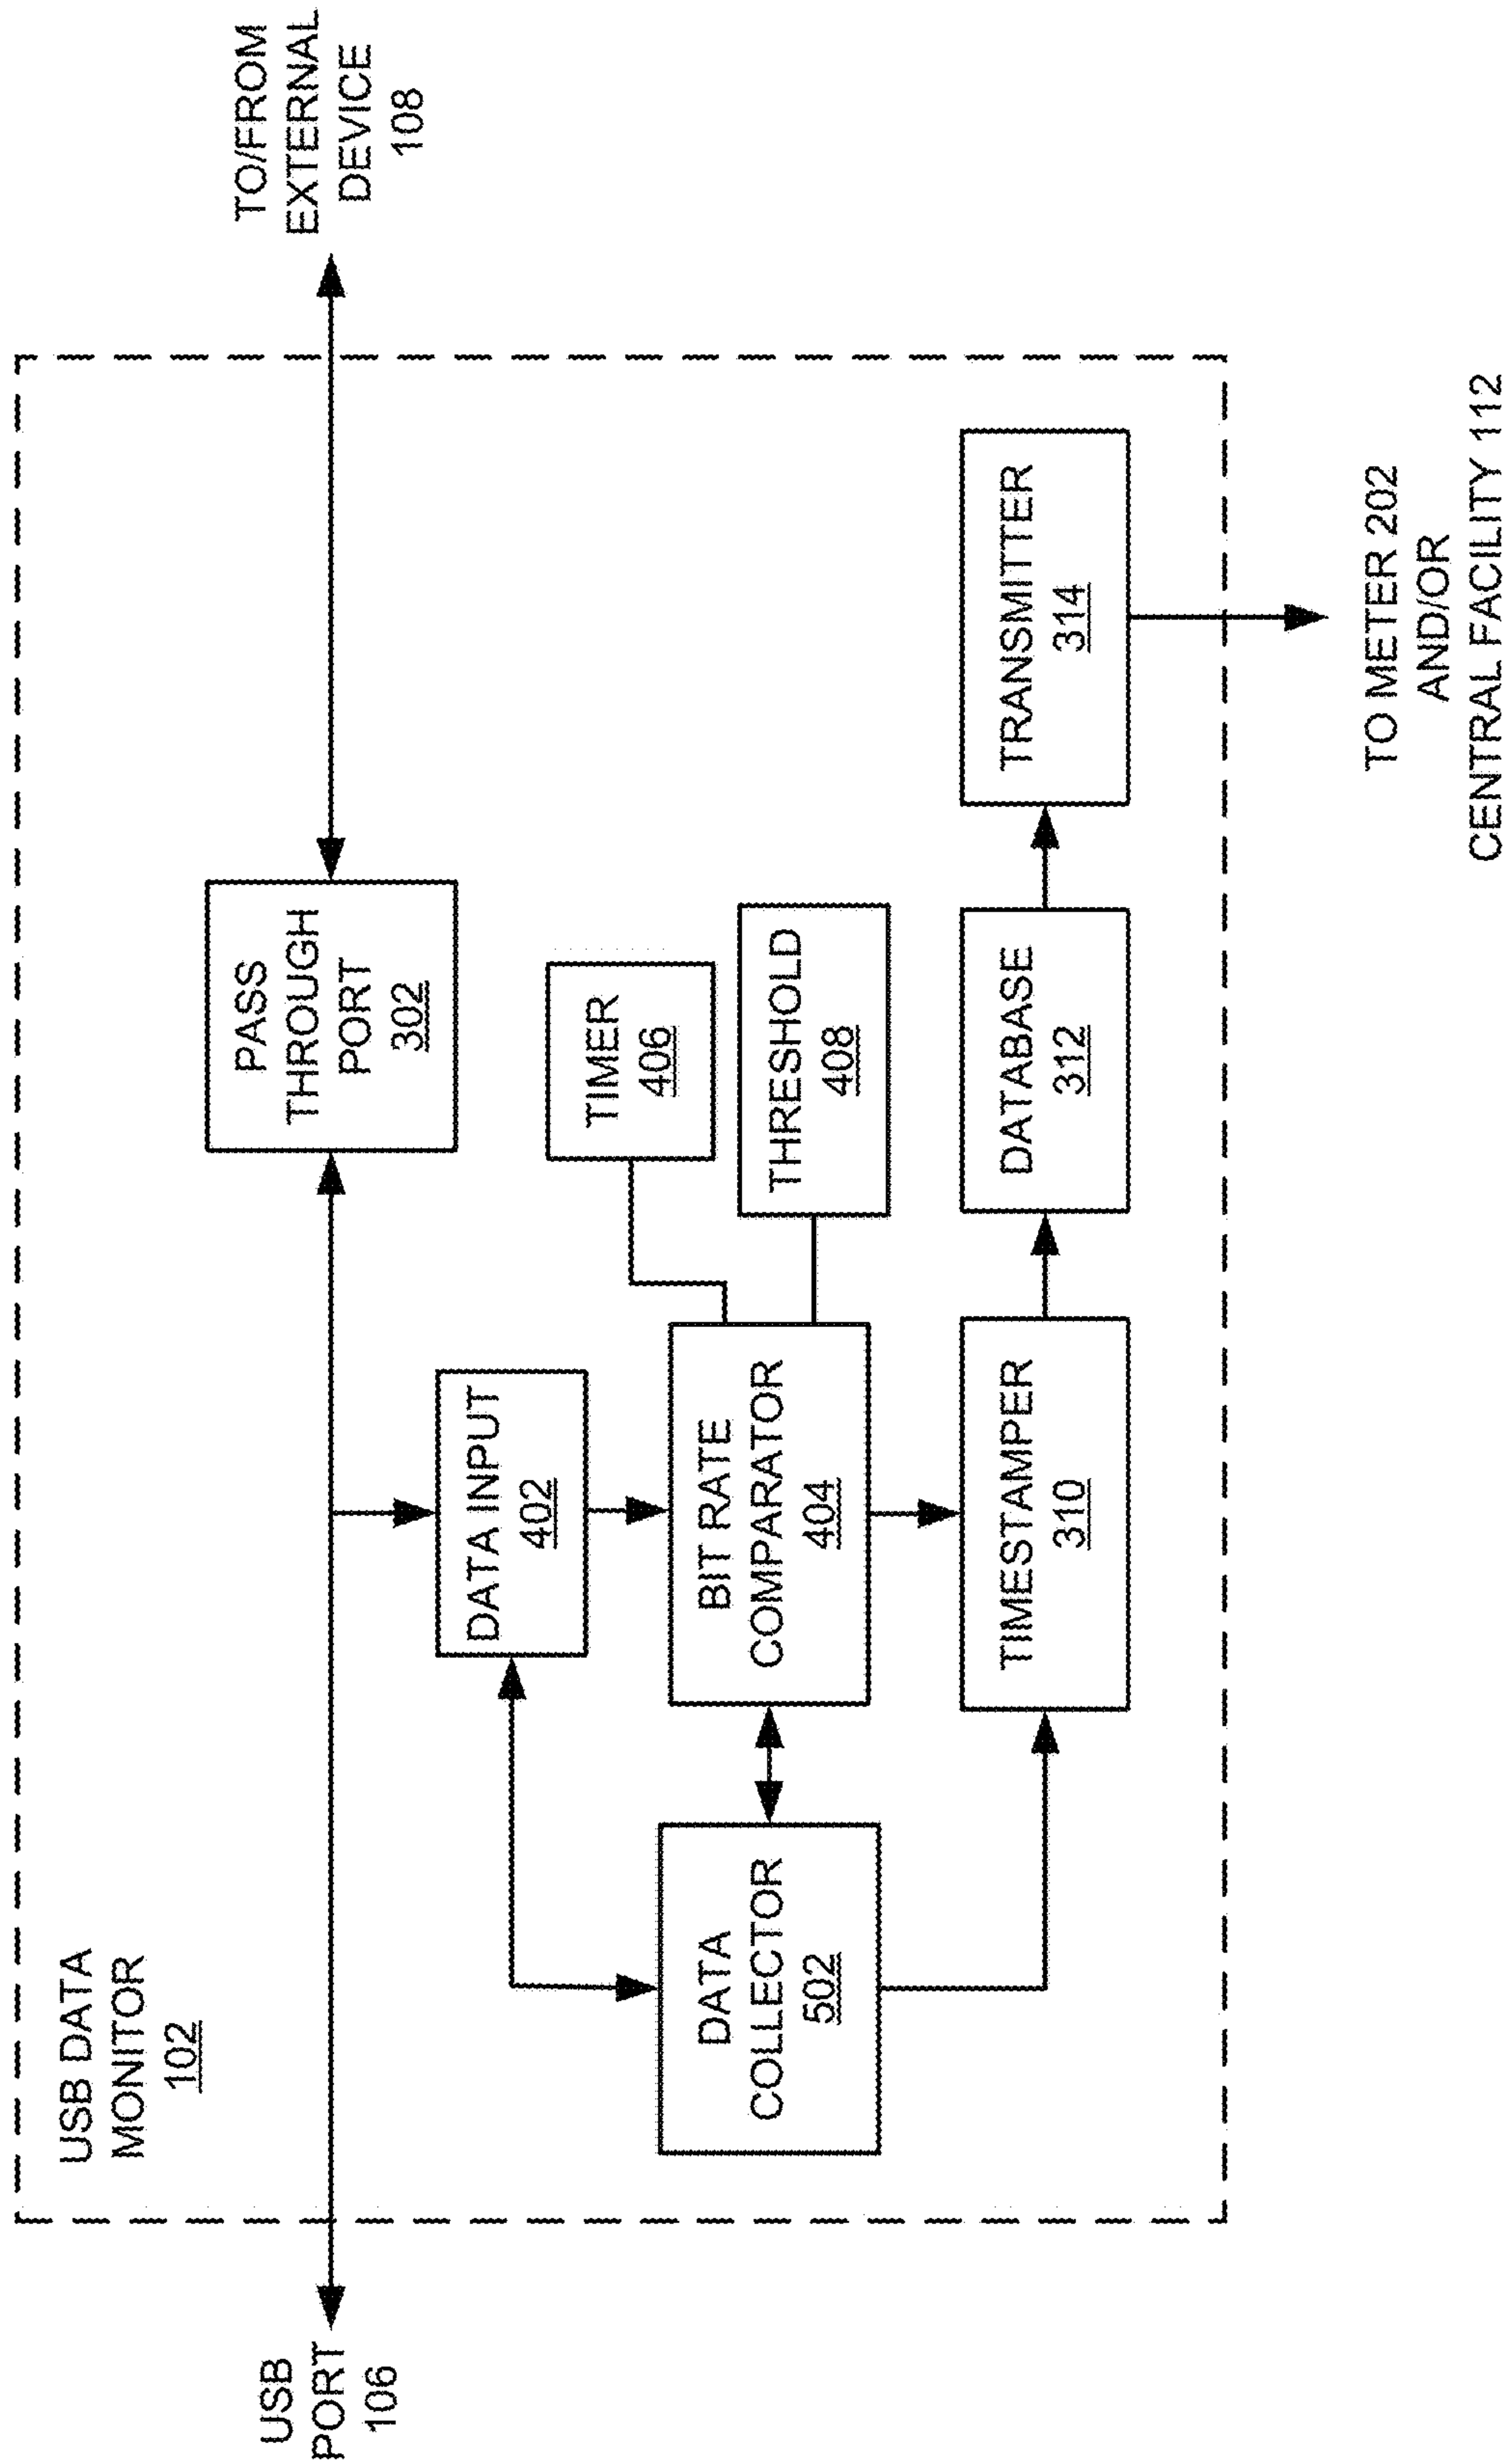 USB DATA
MONITOR
102
USB
PORT
106
PASS
THROUGH
PORT
302
TO/FROM
EXTERNAL
DEVICE
108
DATA INPUT
402
TIMER
406
DATA
COLLECTOR
502
BIT RATE
COMPARATOR
404
THRESHOLD
408
TIMESTAMPER
310
DATABASE
312
TRANSMITTER
314
TO METER 202
AND/OR
CENTRAL FACILITY 112